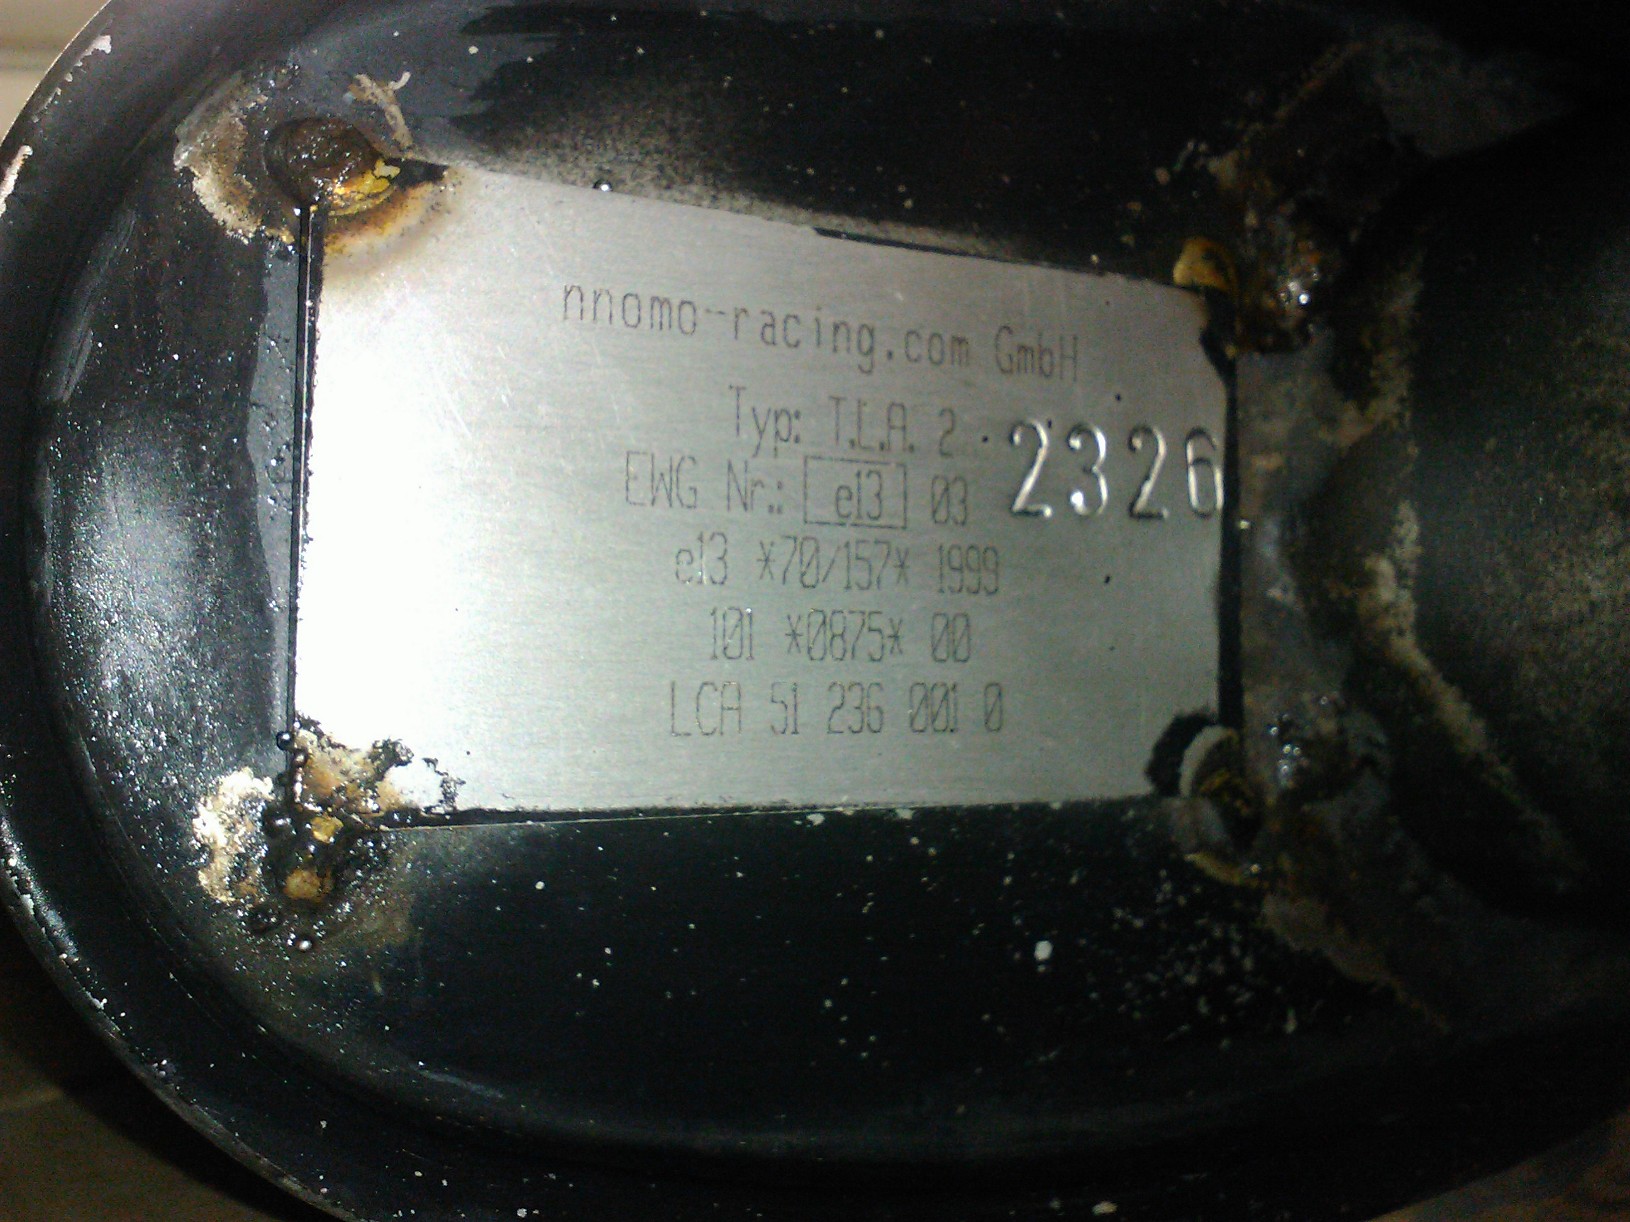 nnomo-racing.com GmbH
Typ: T.L.A. 2
EWG Nr.: e13 03 2326
e13 *70/157* 1999
101 *0875* 00
LCA 51 236 001 0